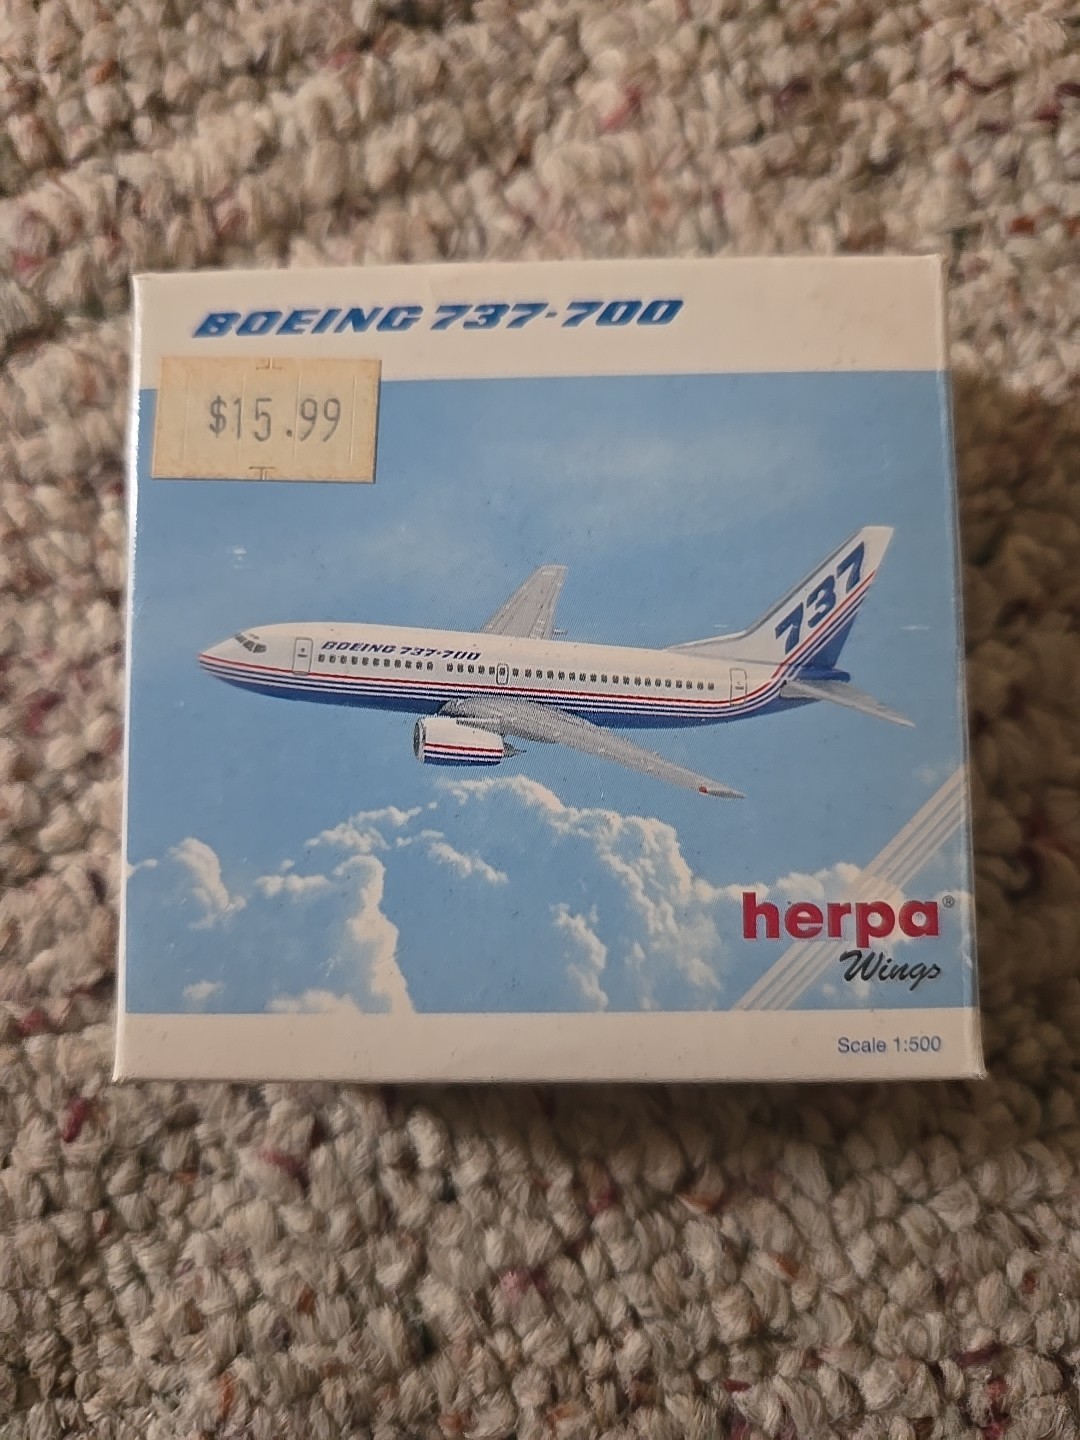 BOEING 737-700
$15.99
737
BOEING 737-700
herpa®
Wings
Scale 1:500